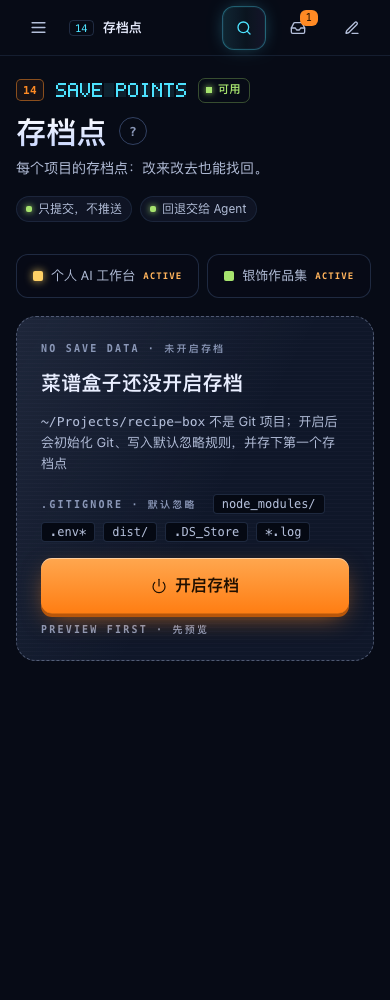 14 存档点
1
14 SAVE POINTS 可用
存档点 ?
每个项目的存档点：改来改去也能找回。
只提交，不推送 回退交给 Agent
个人 AI 工作台 ACTIVE 银饰作品集 ACTIVE
NO SAVE DATA · 未开启存档
菜谱盒子还没开启存档
~/Projects/recipe-box 不是 Git 项目；开启后
会初始化 Git、写入默认忽略规则，并存下第一个存
档点
.GITIGNORE · 默认忽略 node_modules/
.env* dist/ .DS_Store *.log
开启存档
PREVIEW FIRST · 先预览